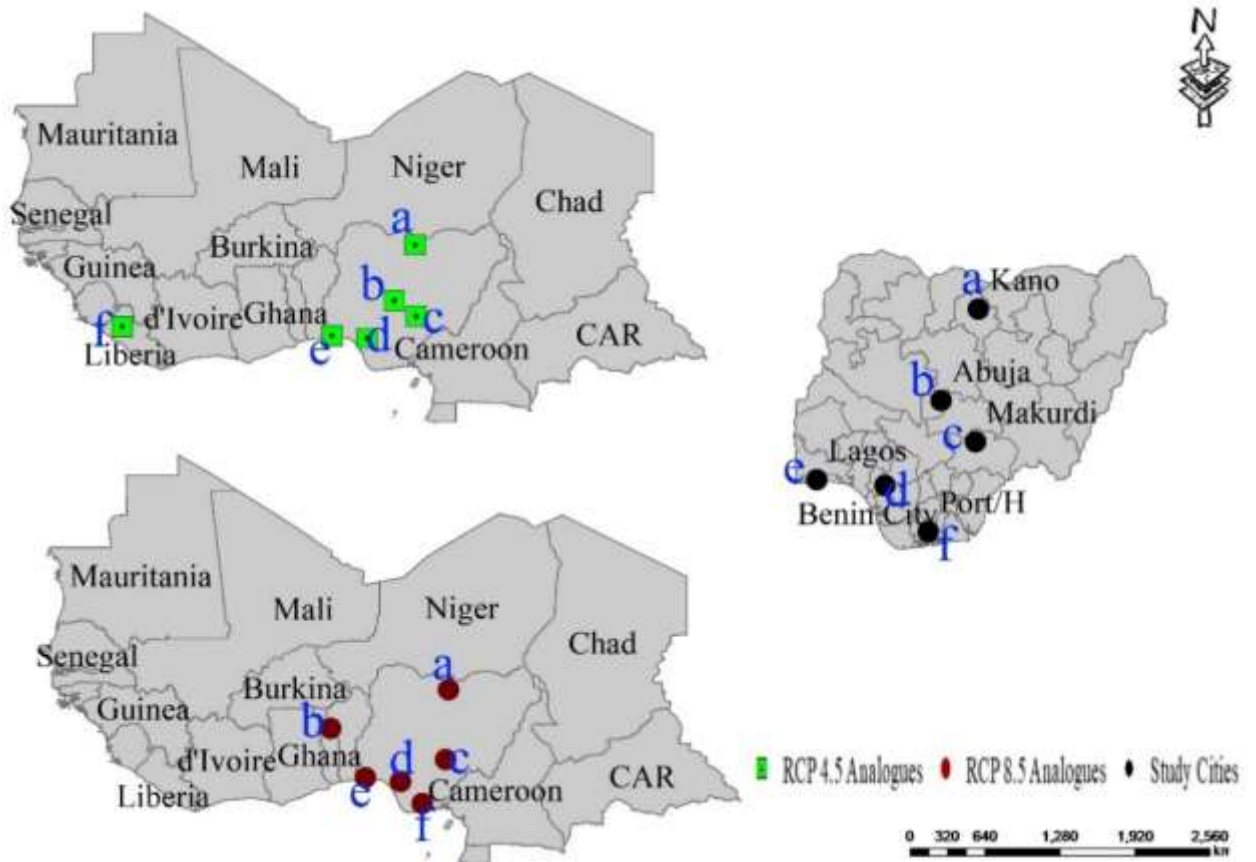 N
Mauritania
Mali
Niger
Chad
Senegal
a
Burkina
Guinea
b
f
d'Ivoire
Ghana
c
e
d
Liberia
Cameroon
CAR
a
Kano
b
Abuja
Makurdi
c
Lagos
e
d
Benin City
Port/H
f
Mauritania
Mali
Niger
Chad
Senegal
a
Burkina
Guinea
b
d'Ivoire
Ghana
d
c
e
Liberia
Cameroon
CAR
f
RCP 4.5 Analogues RCP 8.5 Analogues Study Cities
0 320 640 1,280 1,920 2,560
km